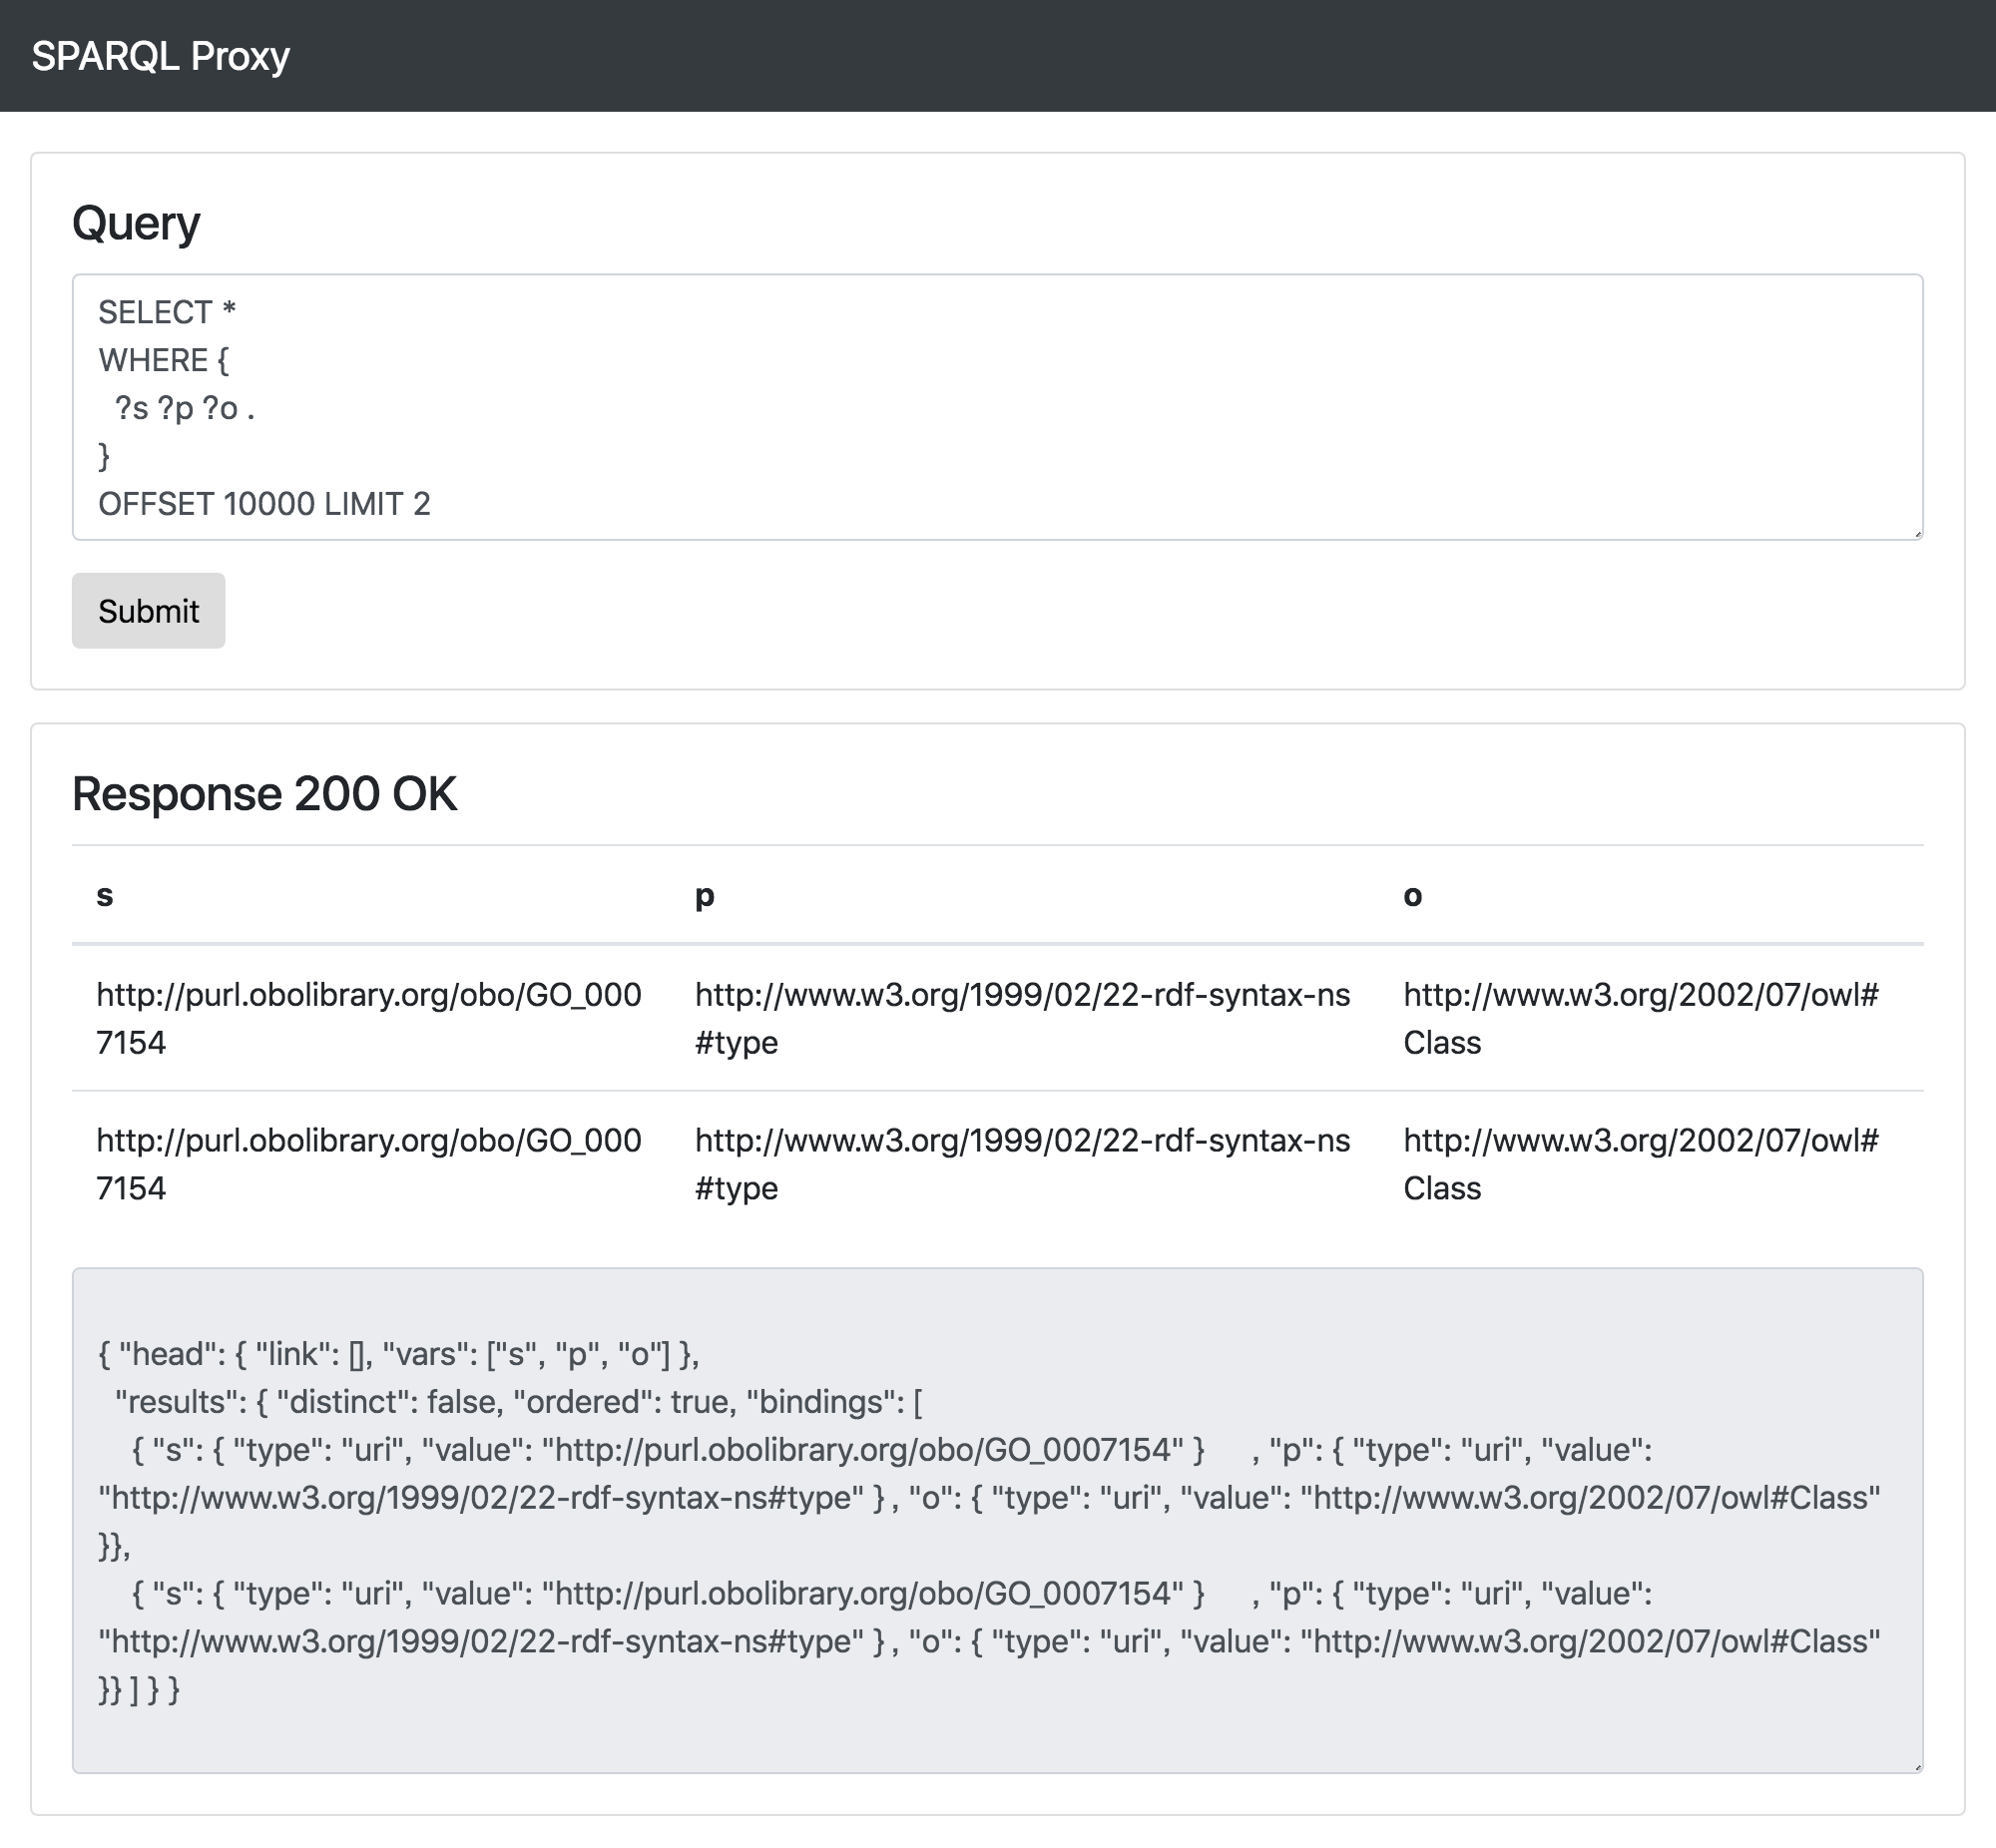 SPARQL Proxy
Query
SELECT *
WHERE {
  ?s ?p ?o .
}
OFFSET 10000 LIMIT 2
Submit
Response 200 OK
s p o
http://purl.obolibrary.org/obo/GO_000 http://www.w3.org/1999/02/22-rdf-syntax-ns http://www.w3.org/2002/07/owl#
7154 #type Class
http://purl.obolibrary.org/obo/GO_000 http://www.w3.org/1999/02/22-rdf-syntax-ns http://www.w3.org/2002/07/owl#
7154 #type Class
{ "head": { "link": [], "vars": ["s", "p", "o"] },
  "results": { "distinct": false, "ordered": true, "bindings": [
    { "s": { "type": "uri", "value": "http://purl.obolibrary.org/obo/GO_0007154" }	, "p": { "type": "uri", "value":
"http://www.w3.org/1999/02/22-rdf-syntax-ns#type" }	, "o": { "type": "uri", "value": "http://www.w3.org/2002/07/owl#Class"
}},
    { "s": { "type": "uri", "value": "http://purl.obolibrary.org/obo/GO_0007154" }	, "p": { "type": "uri", "value":
"http://www.w3.org/1999/02/22-rdf-syntax-ns#type" }	, "o": { "type": "uri", "value": "http://www.w3.org/2002/07/owl#Class"
}} ] } }